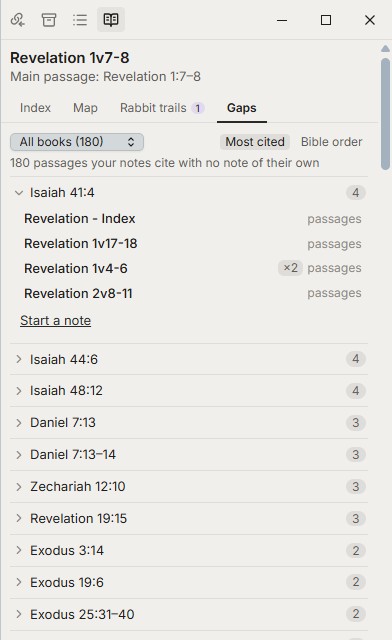 Revelation 1v7-8
Main passage: Revelation 1:7–8
Index Map Rabbit trails 1 Gaps
All books (180) Most cited Bible order
180 passages your notes cite with no note of their own
Isaiah 41:4 4
Revelation - Index passages
Revelation 1v17-18 passages
Revelation 1v4-6 ×2 passages
Revelation 2v8-11 passages
Start a note
Isaiah 44:6 4
Isaiah 48:12 4
Daniel 7:13 3
Daniel 7:13–14 3
Zechariah 12:10 3
Revelation 19:15 3
Exodus 3:14 2
Exodus 19:6 2
Exodus 25:31–40 2